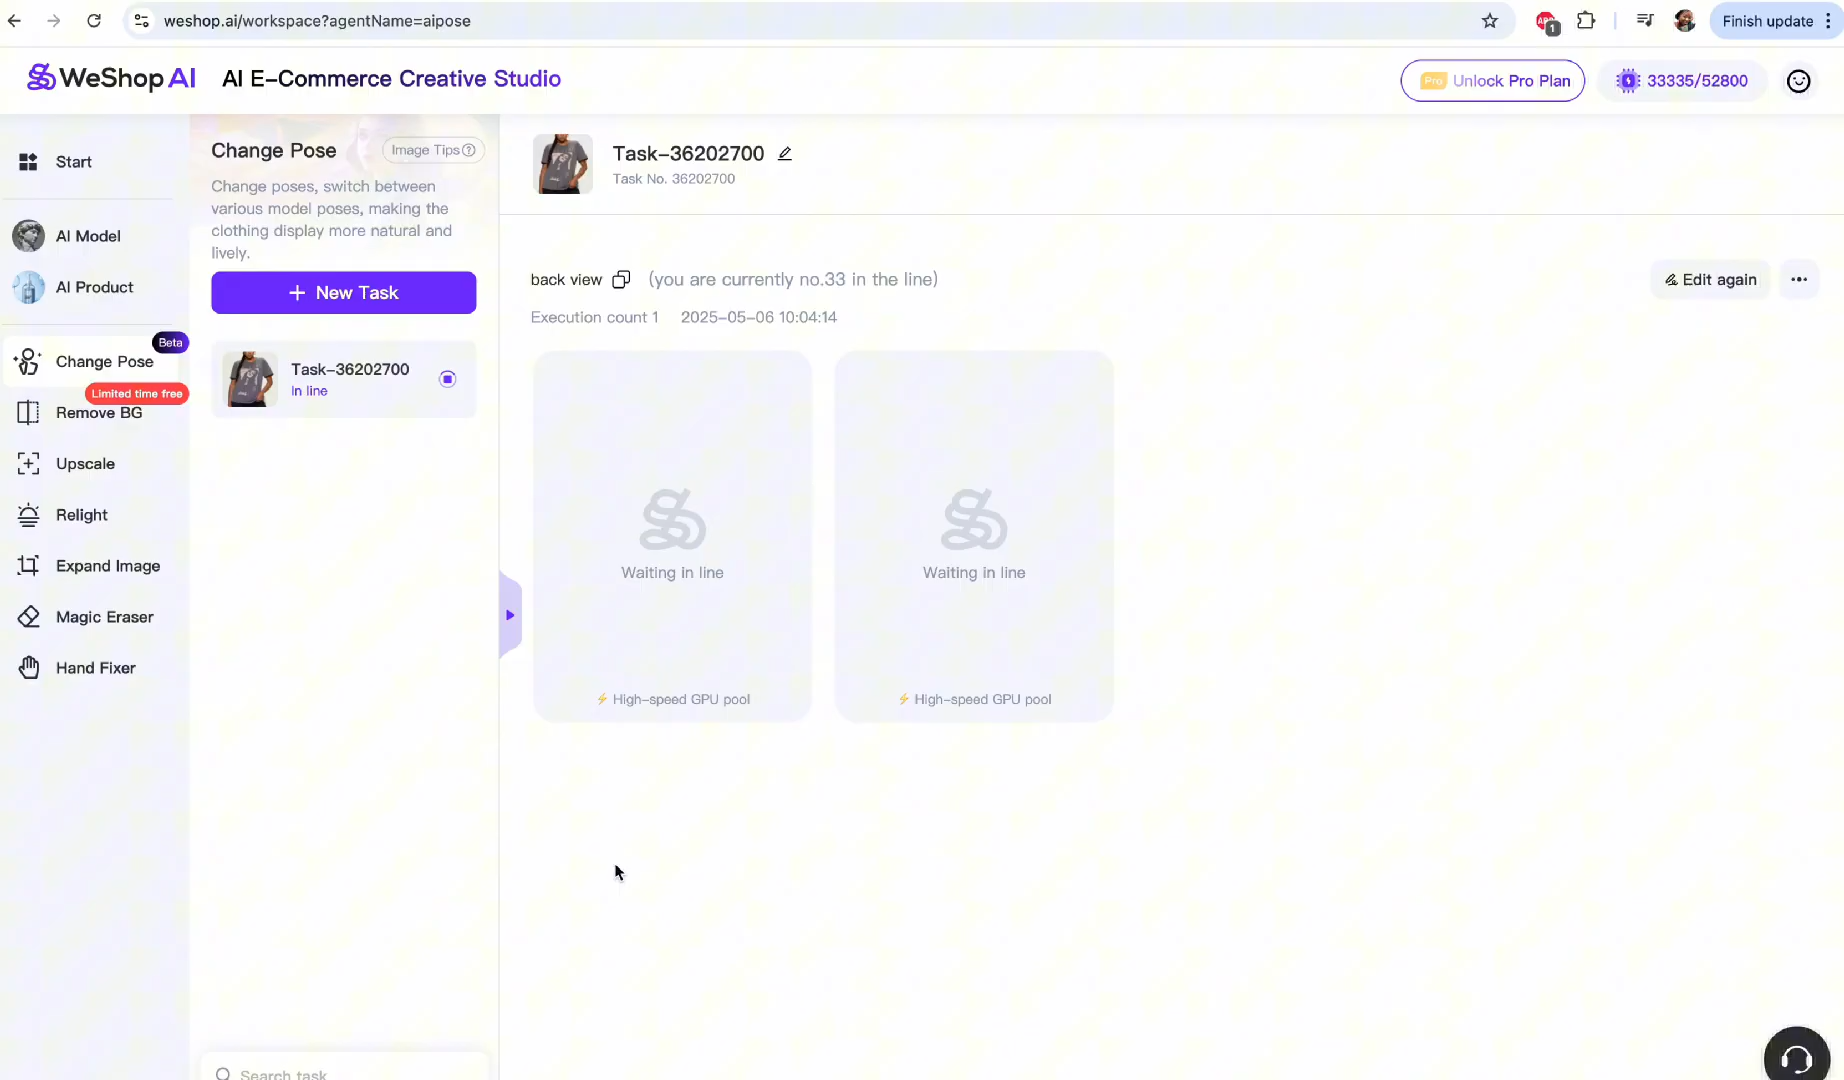 weshop.ai/workspace?agentName=aipose
1
Finish update
WeShop AI
AI E-Commerce Creative Studio
Pro Unlock Pro Plan
33335/52800
Start
AI Model
AI Product
Beta
Change Pose
Limited time free
Remove BG
Upscale
Relight
Expand Image
Magic Eraser
Hand Fixer
Change Pose
Image Tips
Change poses, switch between
various model poses, making the
clothing display more natural and
lively.
+ New Task
Task-36202700
In line
Search task
Task-36202700
Task No. 36202700
back view (you are currently no.33 in the line)
Edit again
Execution count 1 2025-05-06 10:04:14
Waiting in line
High-speed GPU pool
Waiting in line
High-speed GPU pool